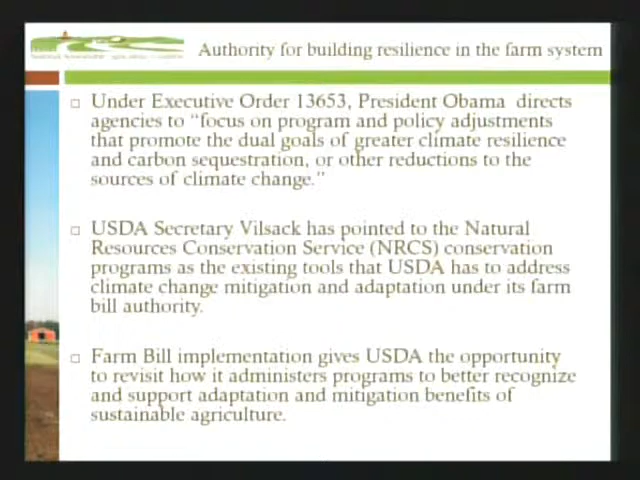 Authority for building resilience in the farm system
Under Executive Order 13653, President Obama directs
agencies to “focus on program and policy adjustments
that promote the dual goals of greater climate resilience
and carbon sequestration, or other reductions to the
sources of climate change.”
USDA Secretary Vilsack has pointed to the Natural
Resources Conservation Service (NRCS) conservation
programs as the existing tools that USDA has to address
climate change mitigation and adaptation under its farm
bill authority.
Farm Bill implementation gives USDA the opportunity
to revisit how it administers programs to better recognize
and support adaptation and mitigation benefits of
sustainable agriculture.